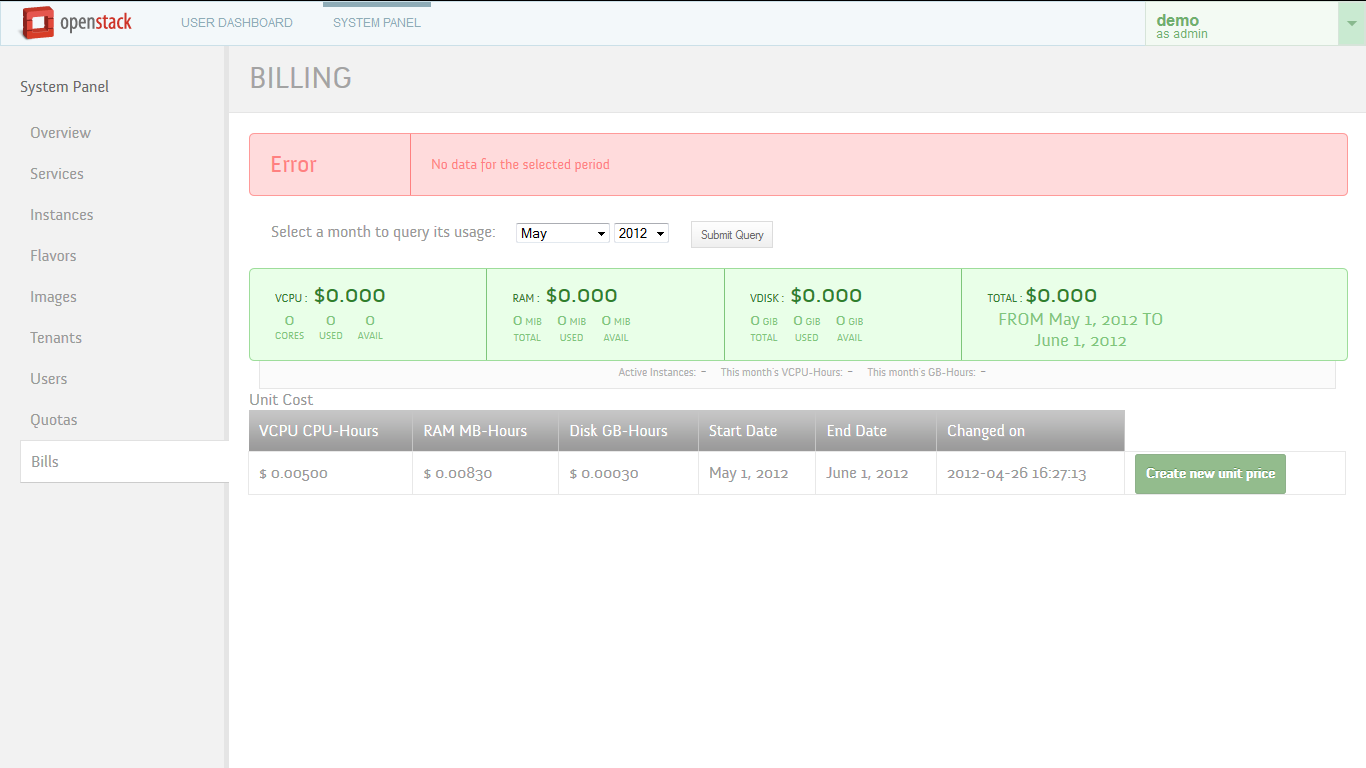 openstack USER DASHBOARD SYSTEM PANEL demo
as admin
System Panel
Overview
Services
Instances
Flavors
Images
Tenants
Users
Quotas
Bills
BILLING
Error No data for the selected period
Select a month to query its usage: May 2012 Submit Query
VCPU : $0.000 RAM : $0.000 VDISK : $0.000 TOTAL : $0.000
0 0 0 0 MIB 0 MIB 0 MIB 0 GIB 0 GIB 0 GIB FROM May 1, 2012 TO
CORES USED AVAIL TOTAL USED AVAIL TOTAL USED AVAIL June 1, 2012
Active Instances: - This month's VCPU-Hours: - This month's GB-Hours: -
Unit Cost
VCPU CPU-Hours RAM MB-Hours Disk GB-Hours Start Date End Date Changed on
$ 0.00500 $ 0.00830 $ 0.00030 May 1, 2012 June 1, 2012 2012-04-26 16:27:13 Create new unit price